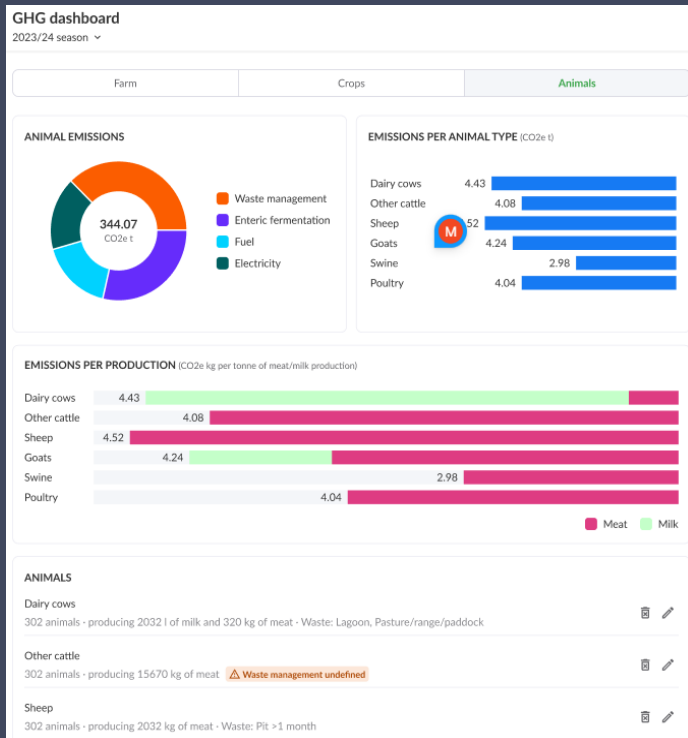 GHG dashboard
2023/24 season
Farm
Crops
Animals
ANIMAL EMISSIONS
344.07
CO2e t
Waste management
Enteric fermentation
Fuel
Electricity
EMISSIONS PER ANIMAL TYPE (CO2e t)
Dairy cows 4.43
Other cattle 4.08
Sheep 52
M
Goats 4.24
Swine 2.98
Poultry 4.04
EMISSIONS PER PRODUCTION (CO2e kg per tonne of meat/milk production)
Dairy cows 4.43
Other cattle 4.08
Sheep 4.52
Goats 4.24
Swine 2.98
Poultry 4.04
Meat Milk
ANIMALS
Dairy cows
302 animals · producing 2032 l of milk and 320 kg of meat · Waste: Lagoon, Pasture/range/paddock
Other cattle
302 animals · producing 15670 kg of meat Waste management undefined
Sheep
302 animals · producing 2032 kg of meat · Waste: Pit >1 month